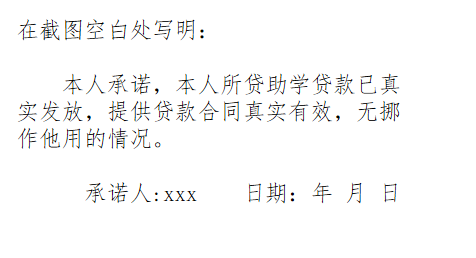 在截图空白处写明：
本人承诺，本人所贷助学贷款已真
实发放，提供贷款合同真实有效，无挪
作他用的情况。
承诺人:xxx 日期：年 月 日